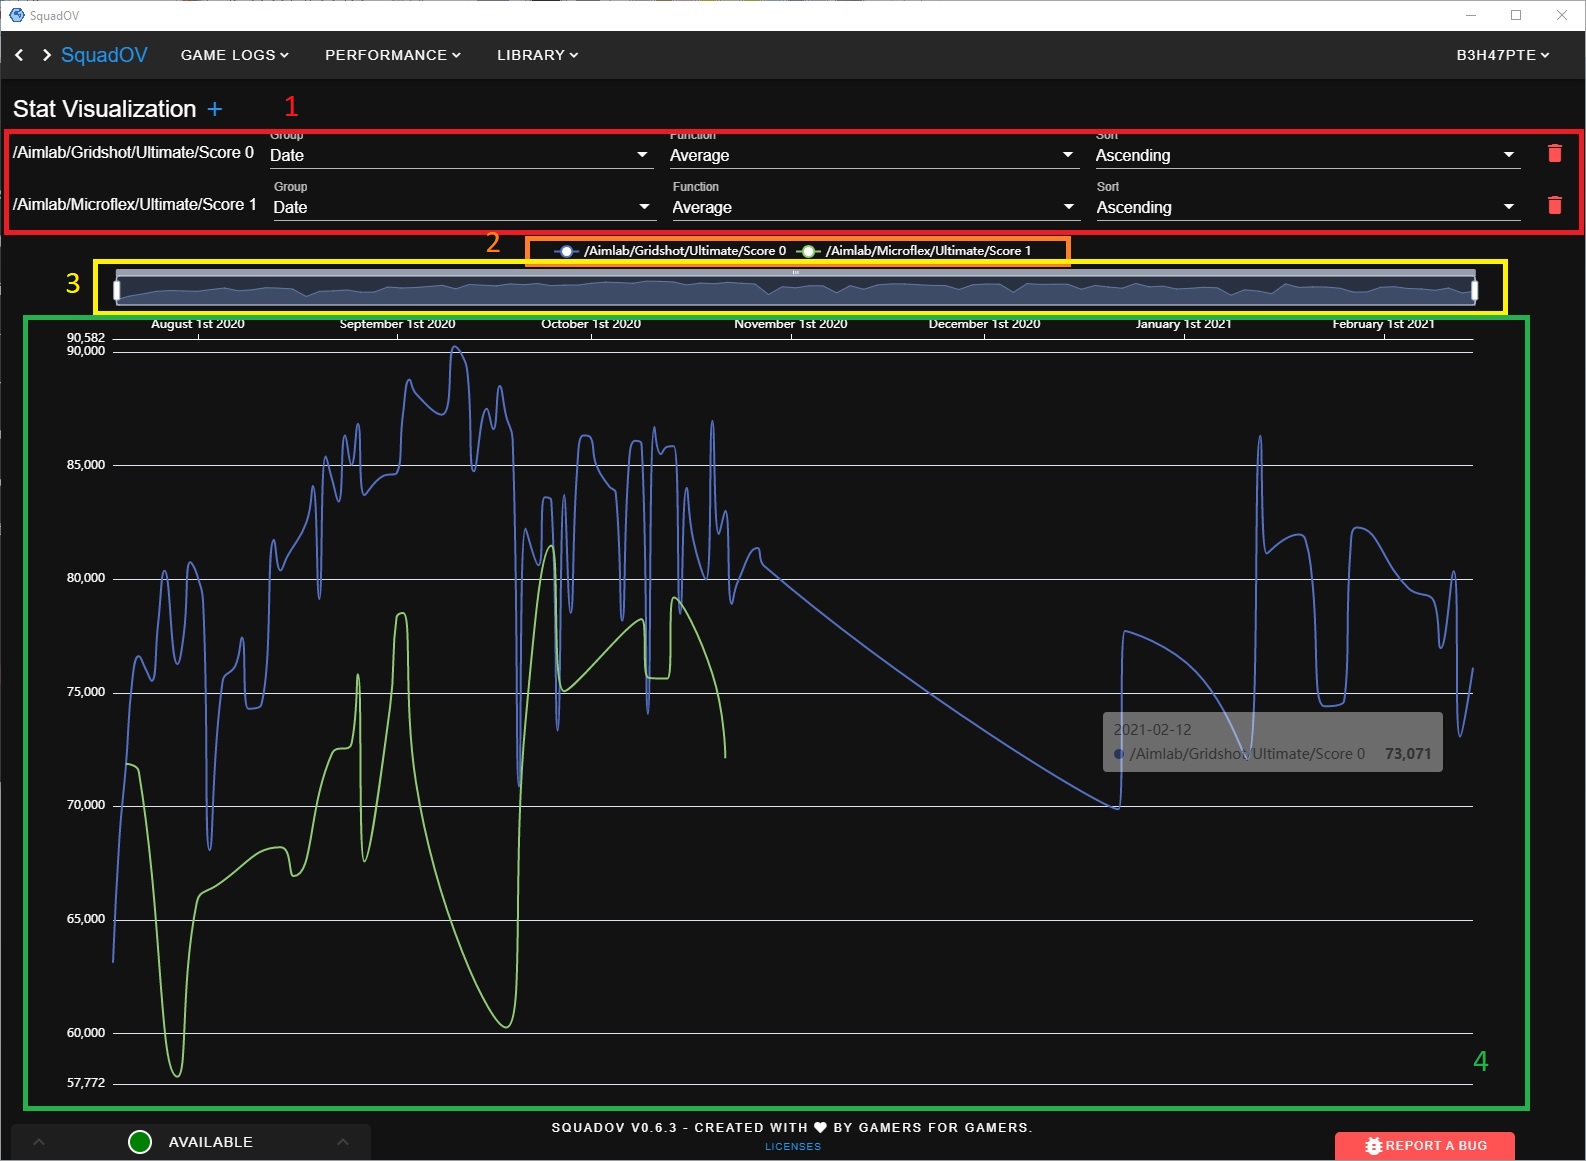 SquadOV
SquadOV GAME LOGS PERFORMANCE LIBRARY B3H47PTE
Stat Visualization + 1
Group Function Sort
/Aimlab/Gridshot/Ultimate/Score 0 Date Average Ascending
Group Function Sort
/Aimlab/Microflex/Ultimate/Score 1 Date Average Ascending
2 /Aimlab/Gridshot/Ultimate/Score 0 /Aimlab/Microflex/Ultimate/Score 1
3
August 1st 2020 September 1st 2020 October 1st 2020 November 1st 2020 December 1st 2020 January 1st 2021 February 1st 2021
90,582
90,000
85,000
80,000
75,000
2021-02-12
/Aimlab/Gridshot/Ultimate/Score 0 73,071
70,000
65,000
60,000
4
57,772
SQUADOV V0.6.3 - CREATED WITH ♥ BY GAMERS FOR GAMERS.
AVAILABLE
LICENSES
REPORT A BUG